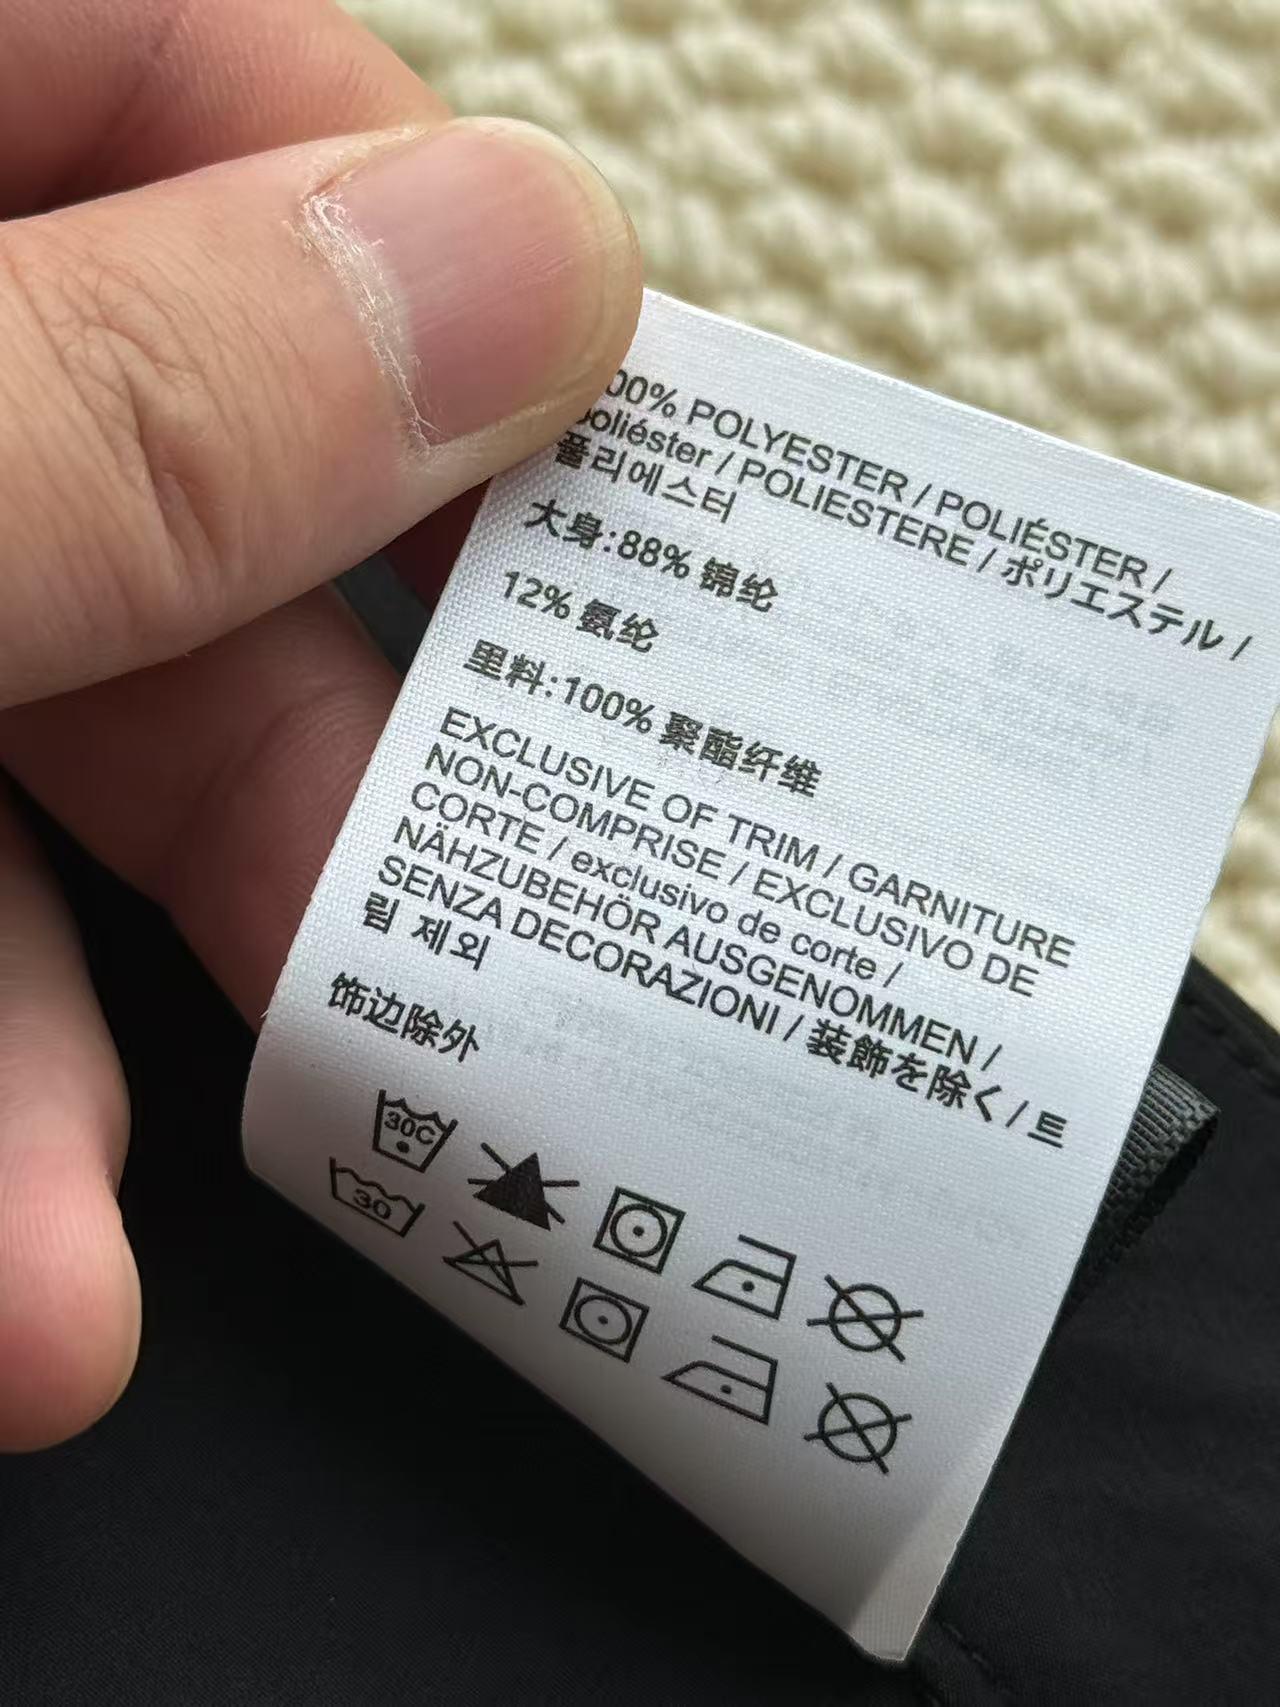 00% POLYESTER / POLIÉSTER /
poliéster / POLIESTERE / ポリエステル /
폴리에스터
大身:88% 锦纶
12% 氨纶
里料:100% 聚酯纤维
EXCLUSIVE OF TRIM / GARNITURE
NON-COMPRISE / EXCLUSIVO DE
CORTE / exclusivo de corte /
NÄHZUBEHÖR AUSGENOMMEN /
SENZA DECORAZIONI / 装飾を除く / 트
림 제외
饰边除外
30C
30